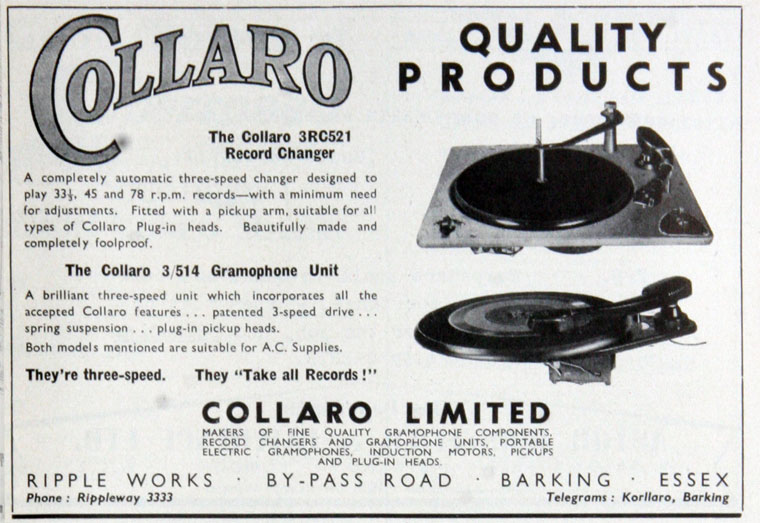 COLLARO
QUALITY
PRODUCTS
The Collaro 3RC521
Record Changer
A completely automatic three-speed changer designed to
play 33⅓, 45 and 78 r.p.m. records—with a minimum need
for adjustments. Fitted with a pickup arm, suitable for all
types of Collaro Plug-in heads. Beautifully made and
completely foolproof.
The Collaro 3/514 Gramophone Unit
A brilliant three-speed unit which incorporates all the
accepted Collaro features . . . patented 3-speed drive . . .
spring suspension . . . plug-in pickup heads.
Both models mentioned are suitable for A.C. Supplies.
They're three-speed. They "Take all Records !"
COLLARO LIMITED
MAKERS OF FINE QUALITY GRAMOPHONE COMPONENTS,
RECORD CHANGERS AND GRAMOPHONE UNITS, PORTABLE
ELECTRIC GRAMOPHONES, INDUCTION MOTORS, PICKUPS
AND PLUG-IN HEADS.
RIPPLE WORKS · BY-PASS ROAD · BARKING · ESSEX
Phone : Rippleway 3333 Telegrams : Korllaro, Barking